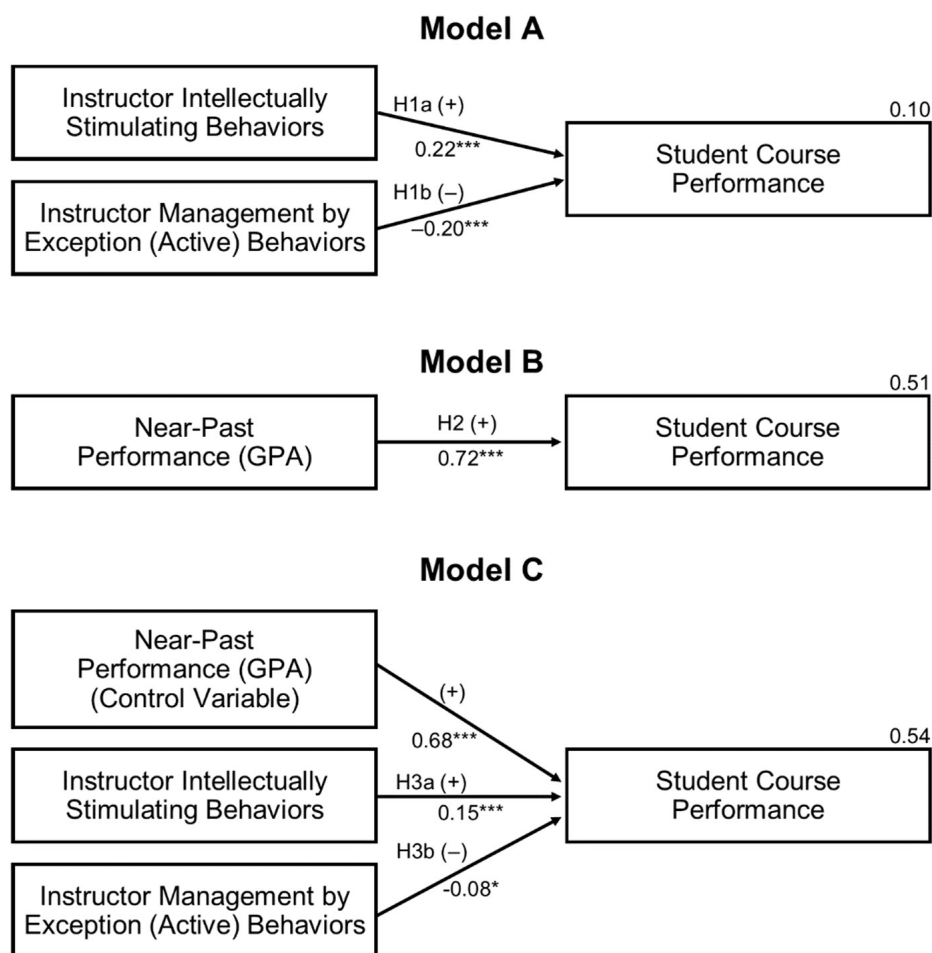 Model A
Instructor Intellectually
Stimulating Behaviors
H1a (+)
0.22***
Instructor Management by
Exception (Active) Behaviors
H1b (–)
–0.20***
0.10
Student Course
Performance
Model B
Near-Past
Performance (GPA)
H2 (+)
0.72***
0.51
Student Course
Performance
Model C
Near-Past
Performance (GPA)
(Control Variable)
(+)
0.68***
Instructor Intellectually
Stimulating Behaviors
H3a (+)
0.15***
Instructor Management by
Exception (Active) Behaviors
H3b (–)
-0.08*
0.54
Student Course
Performance